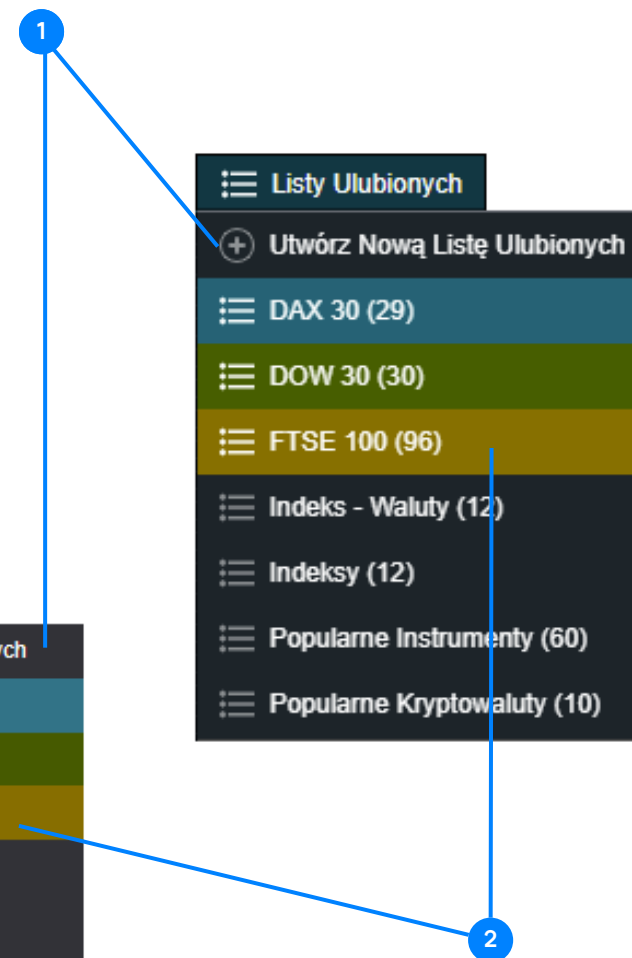 1
Listy Ulubionych
Utwórz Nową Listę Ulubionych
DAX 30 (29)
DOW 30 (30)
FTSE 100 (96)
Indeks - Waluty (12)
Indeksy (12)
Popularne Instrumenty (60)
Popularne Kryptowaluty (10)
ych
2